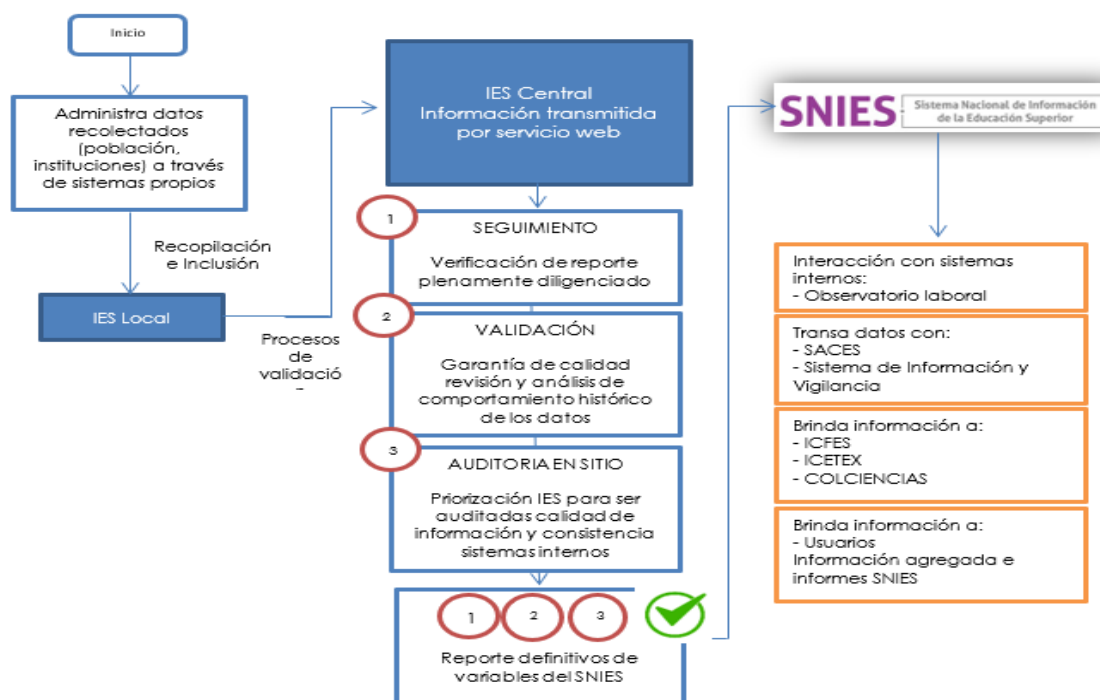 Inicio
Administra datos
recolectados
(población,
instituciones) a través
de sistemas propios
Recopilación
e Inclusión
IES Local
Procesos
de
validació
IES Central
Información transmitida
por servicio web
1
SEGUIMIENTO
Verificación de reporte
plenamente diligenciado
2
VALIDACIÓN
Garantía de calidad
revisión y análisis de
comportamiento histórico
de los datos
3
AUDITORIA EN SITIO
Priorización IES para ser
auditadas calidad de
información y consistencia
sistemas internos
1 2 3
Reporte definitivos de
variables del SNIES
SNIES
Sistema Nacional de Información
de la Educación Superior
Interacción con sistemas
internos:
- Observatorio laboral
Transa datos con:
- SACES
- Sistema de Información y
Vigilancia
Brinda información a:
- ICFES
- ICETEX
- COLCIENCIAS
Brinda información a:
- Usuarios
Información agregada e
informes SNIES